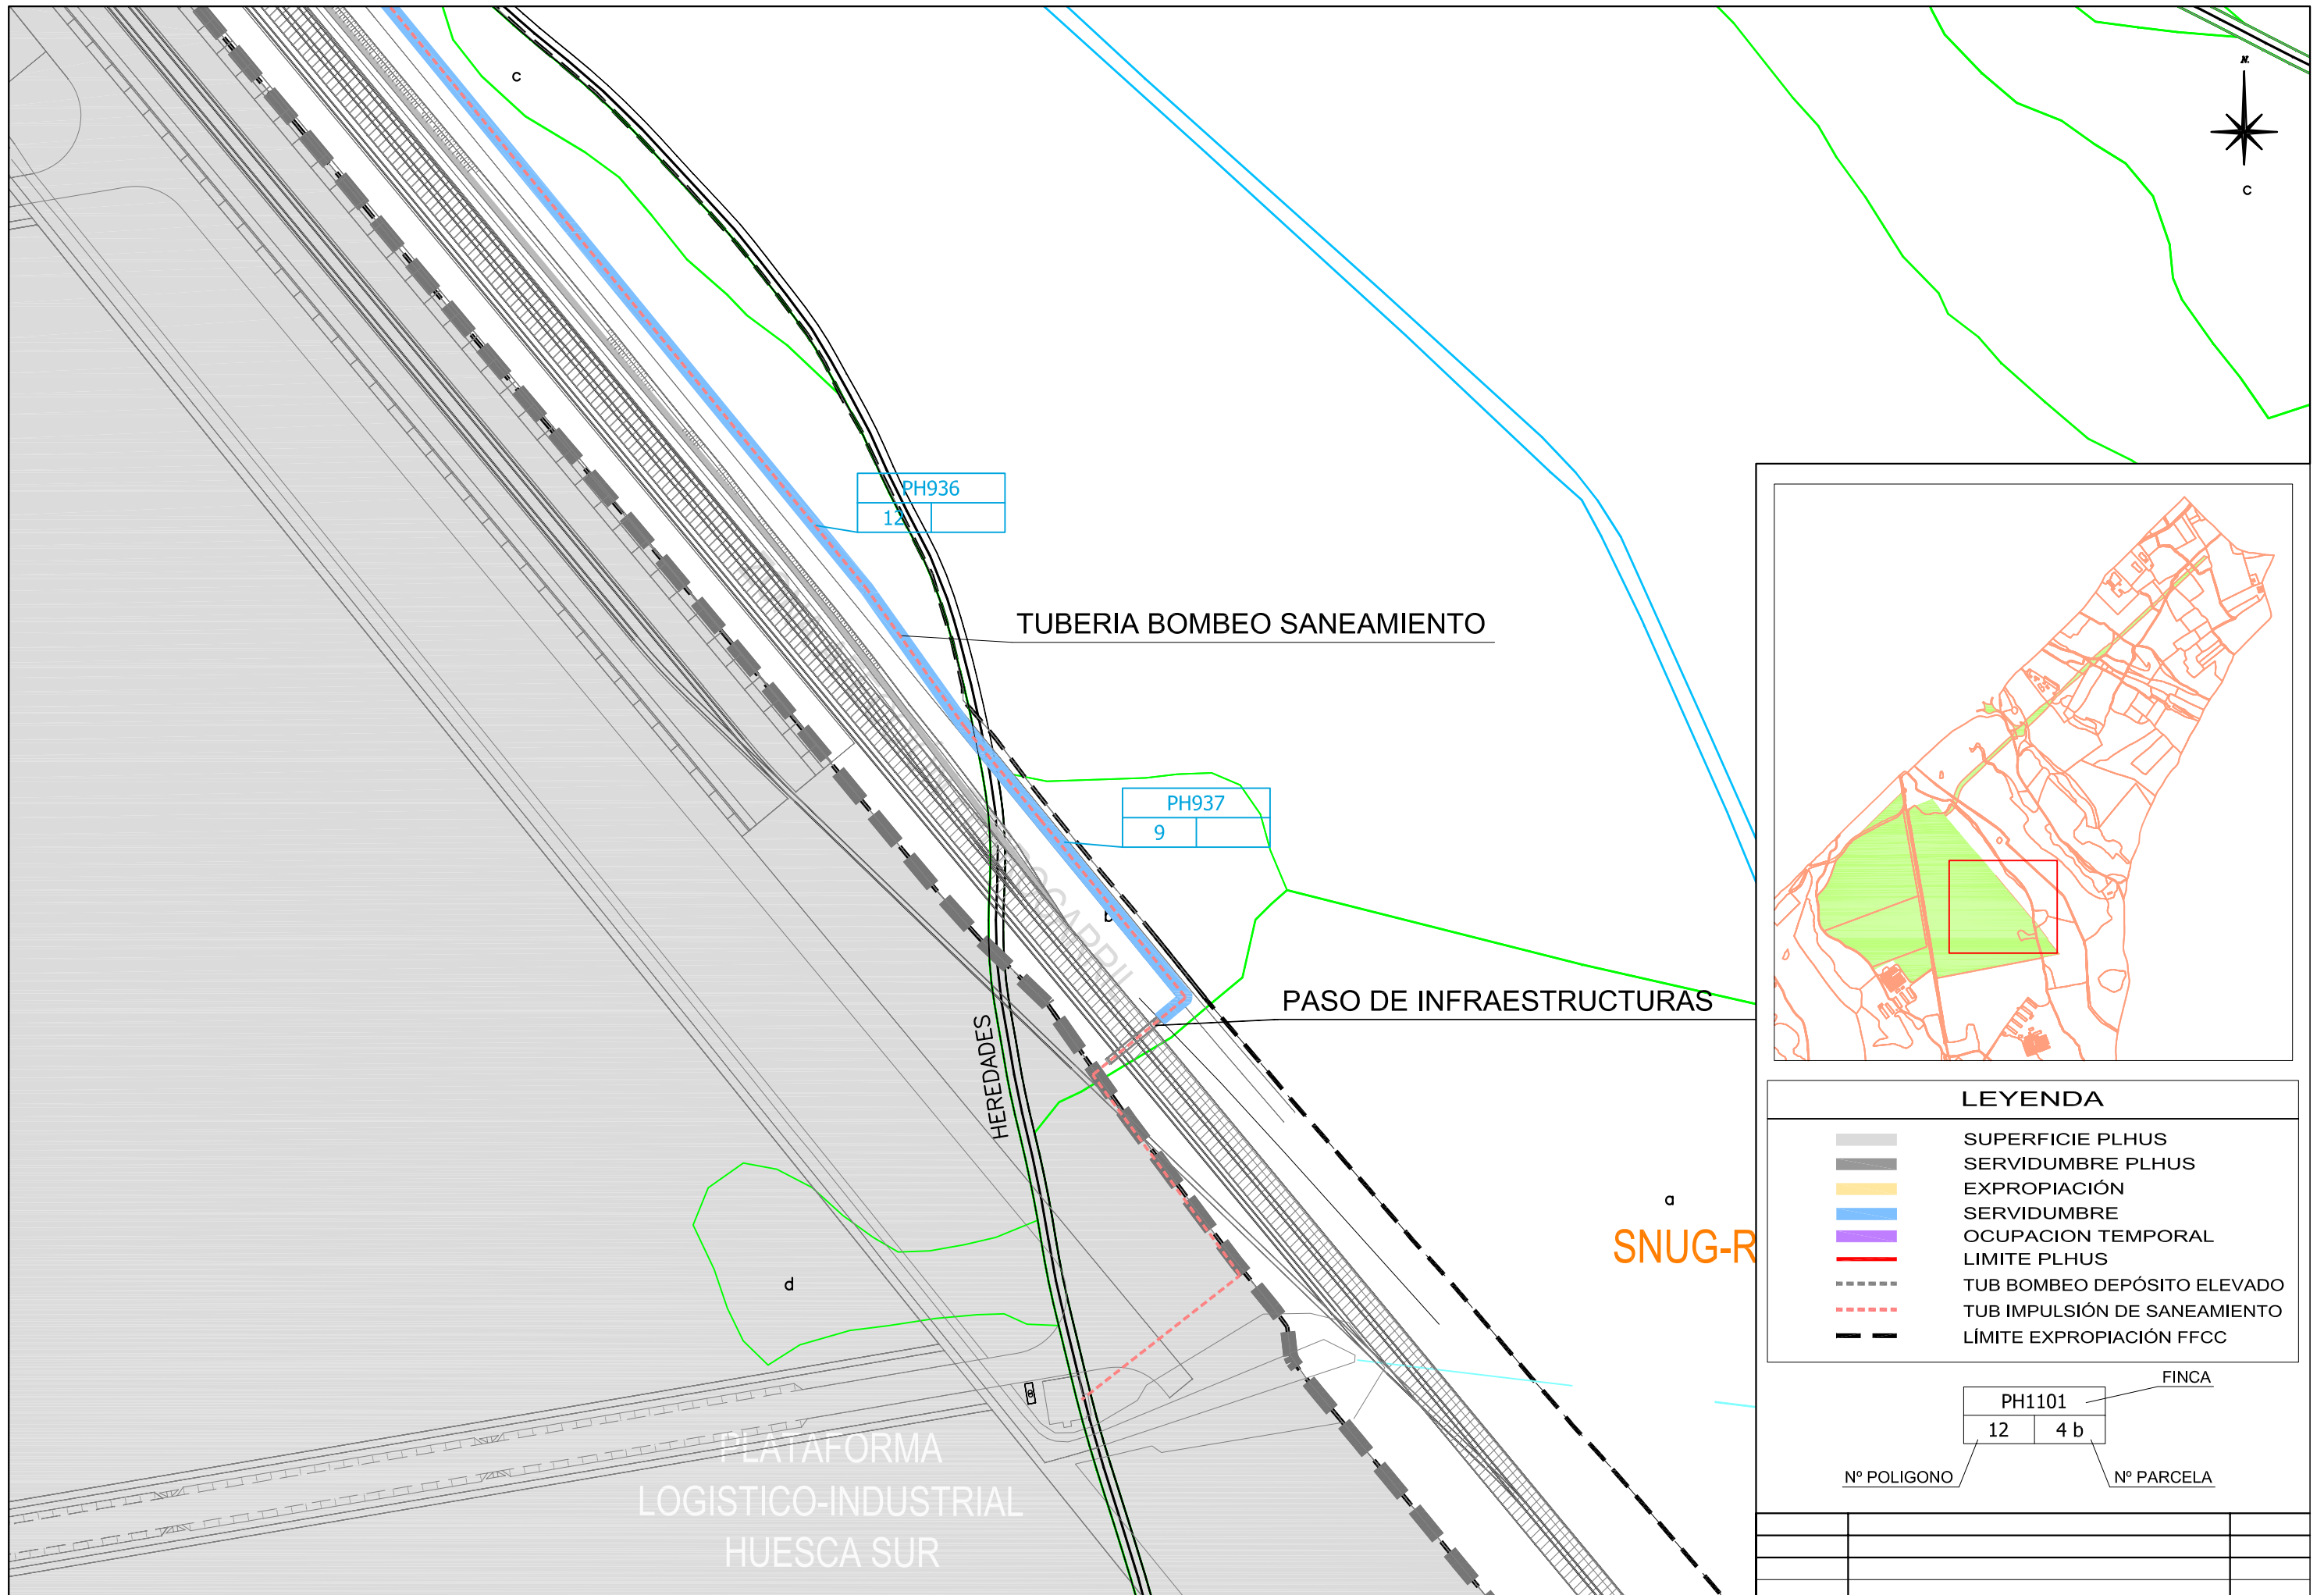 c
N.
c
PH936
12
TUBERIA BOMBEO SANEAMIENTO
PH937
9
b
PASO DE INFRAESTRUCTURAS
HEREDADES
a
SNUG-R
d
PLATAFORMA
LOGISTICO-INDUSTRIAL
HUESCA SUR
LEYENDA
SUPERFICIE PLHUS
SERVIDUMBRE PLHUS
EXPROPIACIÓN
SERVIDUMBRE
OCUPACION TEMPORAL
LIMITE PLHUS
TUB BOMBEO DEPÓSITO ELEVADO
TUB IMPULSIÓN DE SANEAMIENTO
LÍMITE EXPROPIACIÓN FFCC
FINCA
PH1101
12 4 b
Nº POLIGONO Nº PARCELA